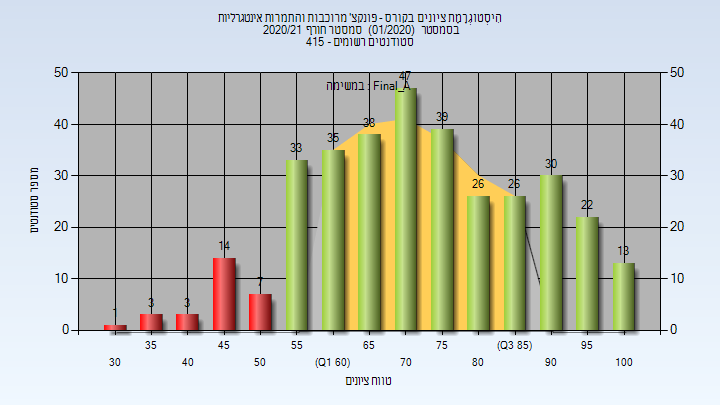 הִיסְטוֹגְרָמַת ציונים בקורס - פונקצ' מרוכבות והתמרות אינטגרליות
בסמסטר (01/2020) סמסטר חורף 2020/21
סטודנטים רשומים - 415
במשימה : Final_A
50 40 30 20 10 0
מספר סטודנטים
1 3 3 14 7 33 35 38 47 39 26 26 30 22 13
50 40 30 20 10 0
35 45 55 65 75 (Q3 85) 95
30 40 50 (Q1 60) 70 80 90 100
טווח ציונים